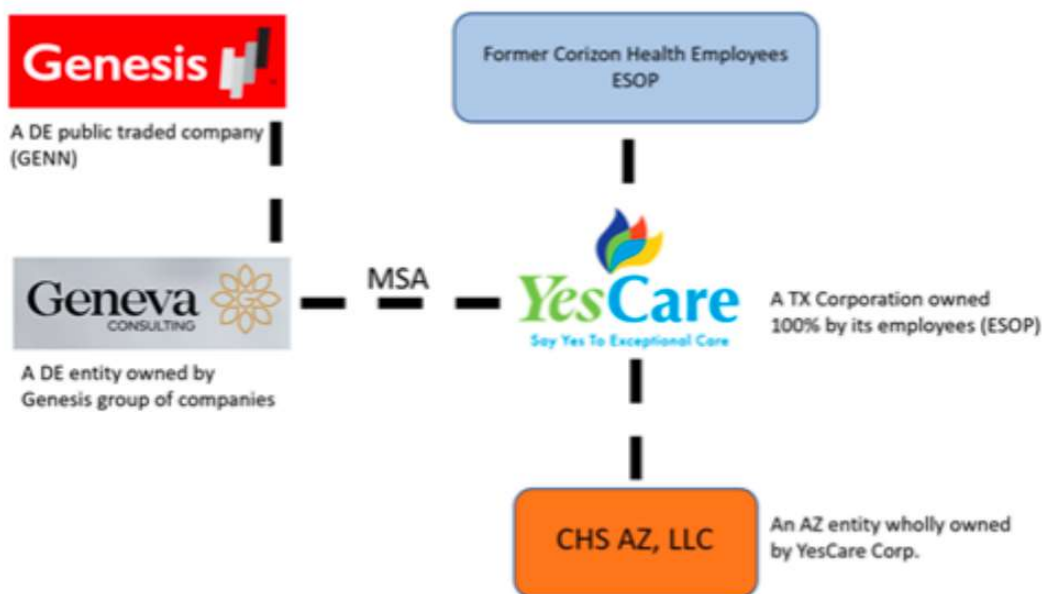 Genesis
A DE public traded company
(GENN)
Former Corizon Health Employees
ESOP
Geneva
CONSULTING
A DE entity owned by
Genesis group of companies
MSA
YesCare
Say Yes To Exceptional Care
A TX Corporation owned
100% by its employees (ESOP)
CHS AZ, LLC
An AZ entity wholly owned
by YesCare Corp.